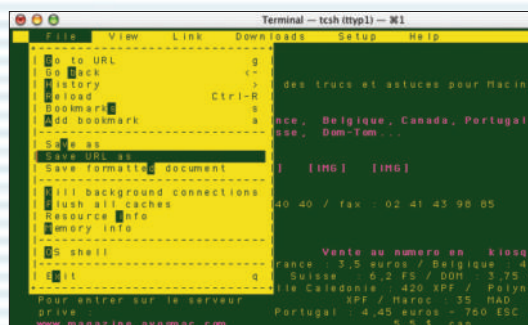 Terminal — tcsh (ttyp1) — ⌘1
File View Link Downloads Setup Help
Go to URL g
Go back <-
History >
Reload Ctrl-R
Bookmarks s
Add bookmark a
Save as
Save URL as
Save formatted document
Kill background connections
Flush all caches
Resource info
Memory info
OS shell
Exit q
des trucs et astuces pour Macin
nce, Belgique, Canada, Portugal
sse, Dom-Tom...
] [IMG] [IMG]
40 40 / fax : 02 41 43 98 85
Vente au numero en kiosq
rance : 3,5 euros / Belgique : 4
Suisse : 6,2 FS / DOM : 3,75
lle Caledonie : 420 XPF / Polyn
Pour entrer sur le serveur XPF / Maroc : 35 MAD
prive : Portugal : 4,45 euros - 760 ESC